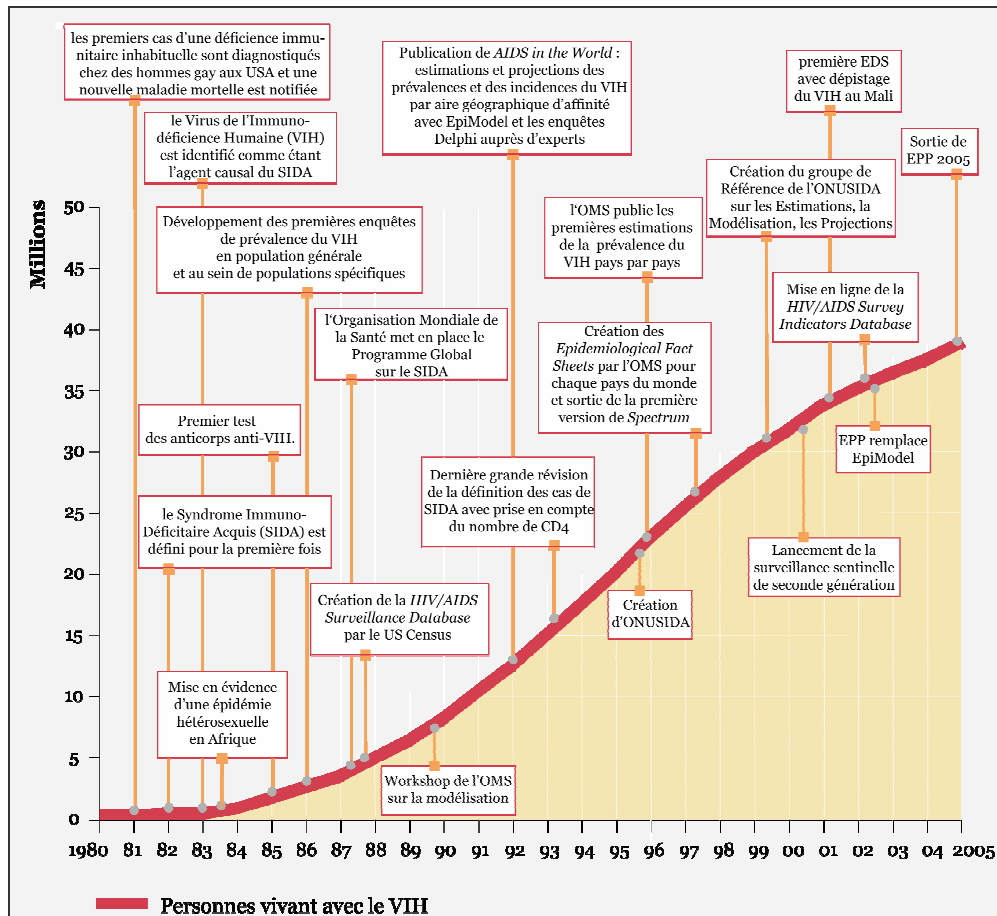 les premiers cas d'une déficience immu-
nitaire inhabituelle sont diagnostiqués
chez des hommes gay aux USA et une
nouvelle maladie mortelle est notifiée
le Virus de l'Immuno-
déficience Humaine (VIH)
est identifié comme étant
l'agent causal du SIDA
Développement des premières enquêtes
de prévalence du VIH
en population générale
et au sein de populations spécifiques
l'Organisation Mondiale de
la Santé met en place le
Programme Global
sur le SIDA
Premier test
des anticorps anti-VIH.
le Syndrome Immuno-
Déficitaire Acquis (SIDA) est
défini pour la première fois
Création de la HIV/AIDS
Surveillance Database
par le US Census
Mise en évidence
d'une épidémie
hétérosexuelle
en Afrique
Workshop de l'OMS
sur la modélisation
Publication de AIDS in the World :
estimations et projections des
prévalences et des incidences du VIH
par aire géographique d'affinité
avec EpiModel et les enquêtes
Delphi auprès d'experts
Dernière grande révision
de la définition des cas de
SIDA avec prise en compte
du nombre de CD4
l'OMS public les
premières estimations
de la prévalence du
VIH pays par pays
Création des
Epidemiological Fact
Sheets par l'OMS pour
chaque pays du monde
et sortie de la première
version de Spectrum
Création
d'ONUSIDA
première EDS
avec dépistage
du VIH au Mali
Création du groupe de
Référence de l'ONUSIDA
sur les Estimations, la
Modélisation, les Projections
Sortie de
EPP 2005
Mise en ligne de la
HIV/AIDS Survey
Indicators Database
EPP remplace
EpiModel
Lancement de la
surveillance sentinelle
de seconde génération
Millions
50
45
40
35
30
25
20
15
10
5
0
1980 81 82 83 84 85 86 87 88 89 90 91 92 93 94 95 96 97 98 99 00 01 02 03 04 2005
Personnes vivant avec le VIH